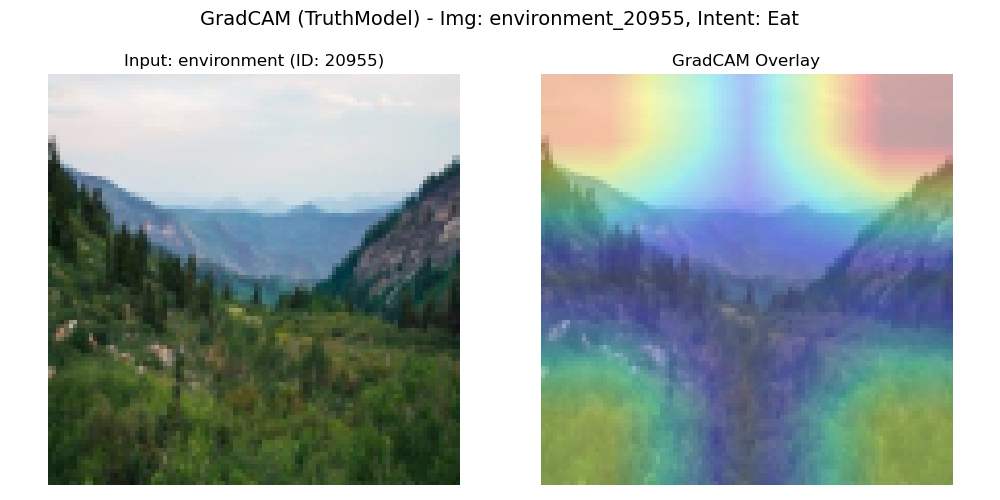 GradCAM (TruthModel) - Img: environment_20955, Intent: Eat
Input: environment (ID: 20955)
GradCAM Overlay